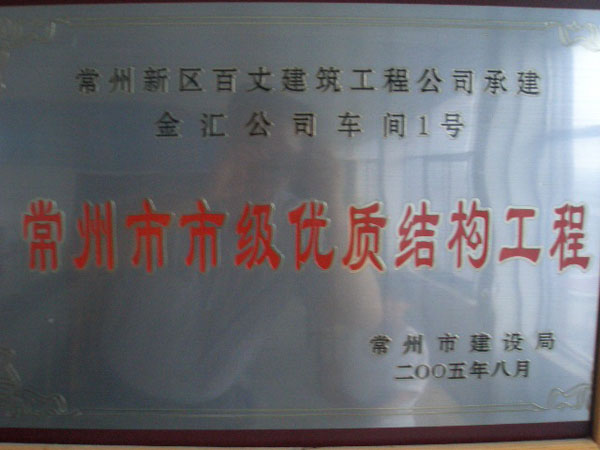 常州新区百丈建筑工程公司承建
金汇公司车间1号
常州市市级优质结构工程
常州市建设局
二OO五年八月